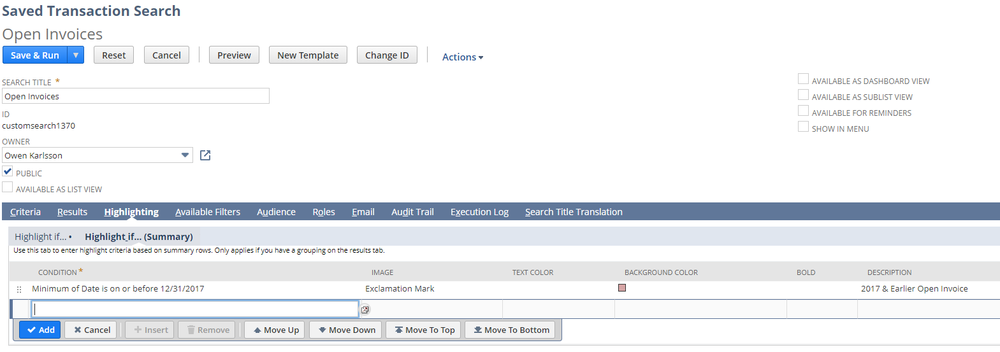 Saved Transaction Search
Open Invoices
Save & Run Reset Cancel Preview New Template Change ID Actions
SEARCH TITLE *
Open Invoices
ID
customsearch1370
OWNER
Owen Karlsson
PUBLIC
AVAILABLE AS LIST VIEW
AVAILABLE AS DASHBOARD VIEW
AVAILABLE AS SUBLIST VIEW
AVAILABLE FOR REMINDERS
SHOW IN MENU
Criteria Results Highlighting Available Filters Audience Roles Email Audit Trail Execution Log Search Title Translation
Highlight if... • Highlight if... (Summary)
Use this tab to enter highlight criteria based on summary rows. Only applies if you have a grouping on the results tab.
CONDITION * IMAGE TEXT COLOR BACKGROUND COLOR BOLD DESCRIPTION
Minimum of Date is on or before 12/31/2017 Exclamation Mark 2017 & Earlier Open Invoice
Add Cancel Insert Remove Move Up Move Down Move To Top Move To Bottom